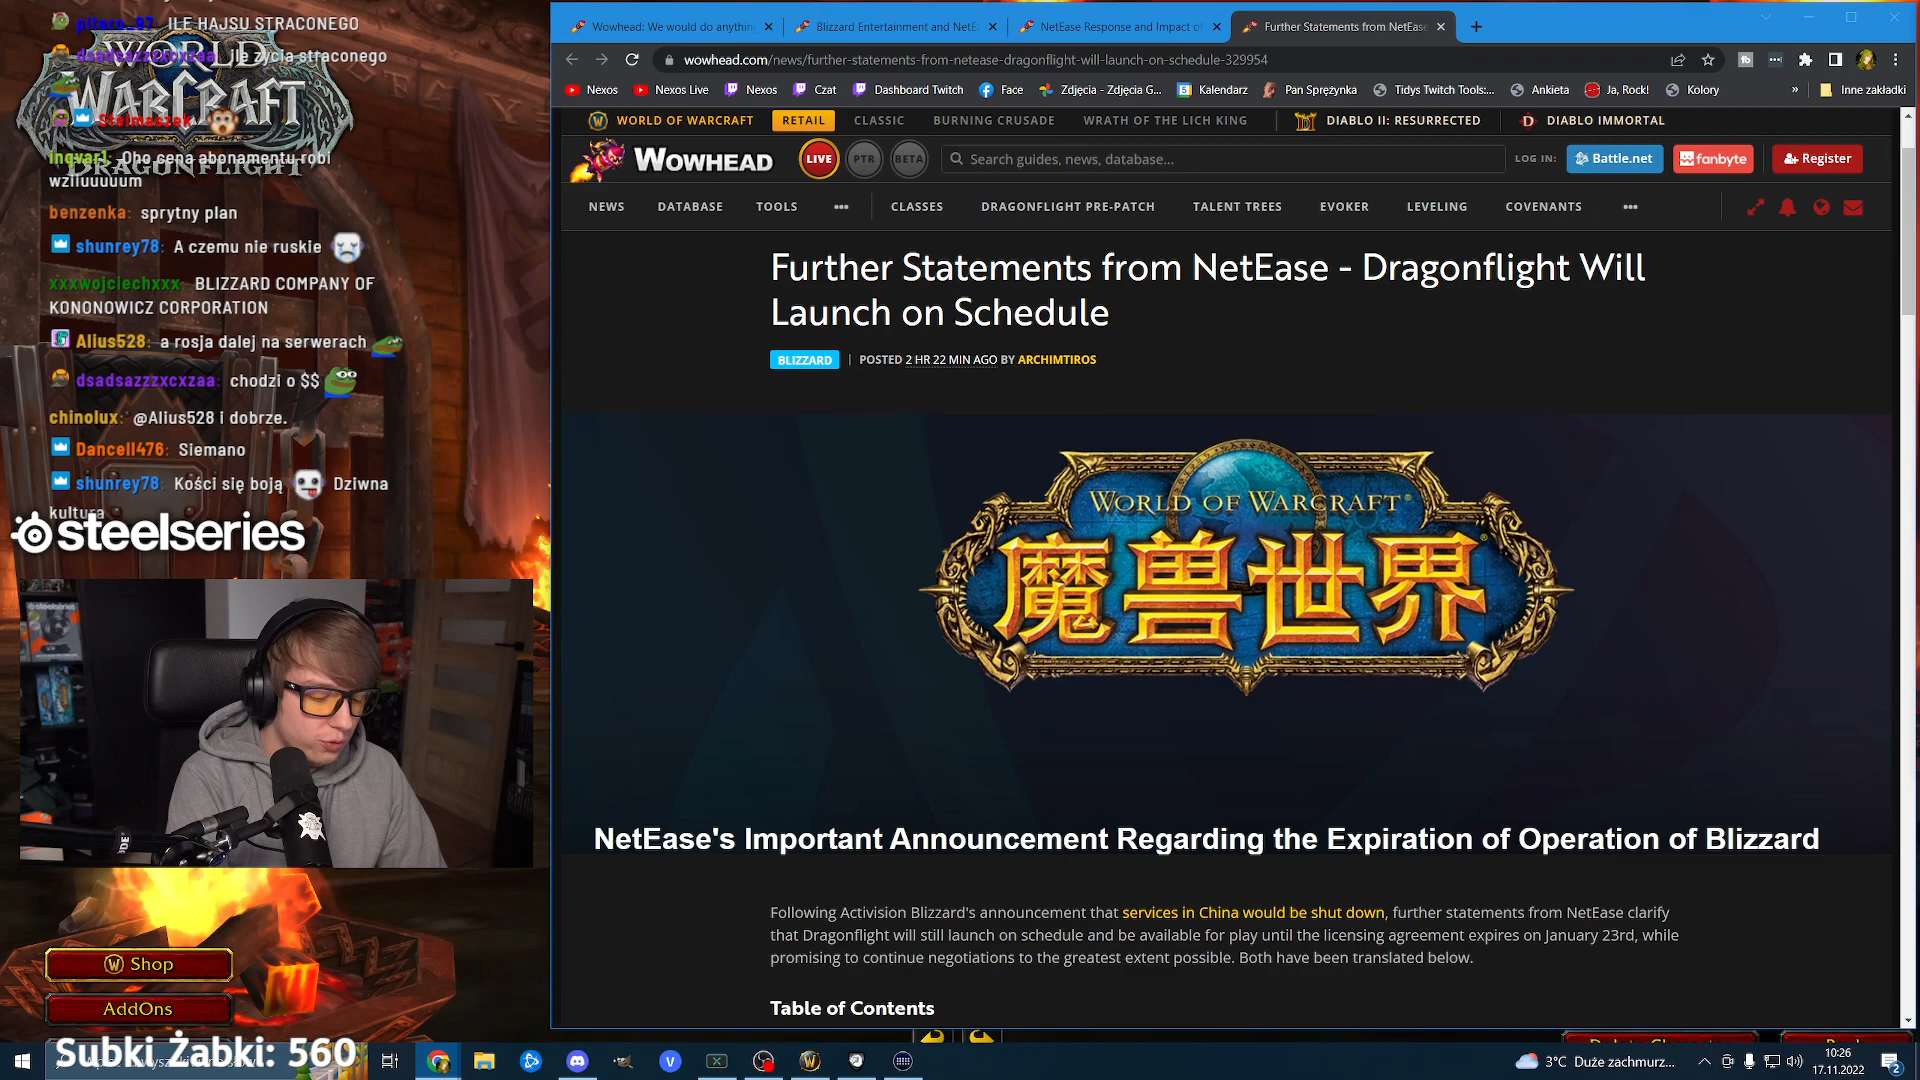 pitero_97: ILE HAJSU STRACONEGO
dsadsazzzxcxzaa: ile życia straconego
Stelmaszek:
WORLD OF WARCRAFT
DRAGONFLIGHT
inqvar1: Oho cena abonamentu robi
wziuuuuum
benzenka: sprytny plan
shunrey78: A czemu nie ruskie
xxxwojciechxxx: BLIZZARD COMPANY OF
KONONOWICZ CORPORATION
Alius528: a rosja dalej na serwerach
dsadsazzzxcxzaa: chodzi o $$
chinolux: @Alius528 i dobrze.
Dancell476: Siemano
shunrey78: Kości się boją Dziwna
kultura
steelseries
Shop
AddOns
Subki Żabki: 560
Wowhead: We would do anythin
Blizzard Entertainment and NetE
NetEase Response and Impact o
Further Statements from NetEase
wowhead.com/news/further-statements-from-netease-dragonflight-will-launch-on-schedule-329954
Nexos Nexos Live Nexos Czat Dashboard Twitch Face Zdjęcia - Zdjęcia G... Kalendarz Pan Sprężynka Tidys Twitch Tools:... Ankieta Ja, Rock! Kolory » Inne zakładki
WORLD OF WARCRAFT RETAIL CLASSIC BURNING CRUSADE WRATH OF THE LICH KING DIABLO II: RESURRECTED DIABLO IMMORTAL
WOWHEAD LIVE PTR BETA Search guides, news, database... LOG IN: Battle.net fanbyte Register
NEWS DATABASE TOOLS ••• CLASSES DRAGONFLIGHT PRE-PATCH TALENT TREES EVOKER LEVELING COVENANTS •••
Further Statements from NetEase - Dragonflight Will
Launch on Schedule
BLIZZARD | POSTED 2 HR 22 MIN AGO BY ARCHIMTIROS
WORLD OF WARCRAFT®
魔兽世界®
NetEase's Important Announcement Regarding the Expiration of Operation of Blizzard
Following Activision Blizzard's announcement that services in China would be shut down, further statements from NetEase clarify
that Dragonflight will still launch on schedule and be available for play until the licensing agreement expires on January 23rd, while
promising to continue negotiations to the greatest extent possible. Both have been translated below.
Table of Contents
3°C Duże zachmurz...
10:26
17.11.2022
2